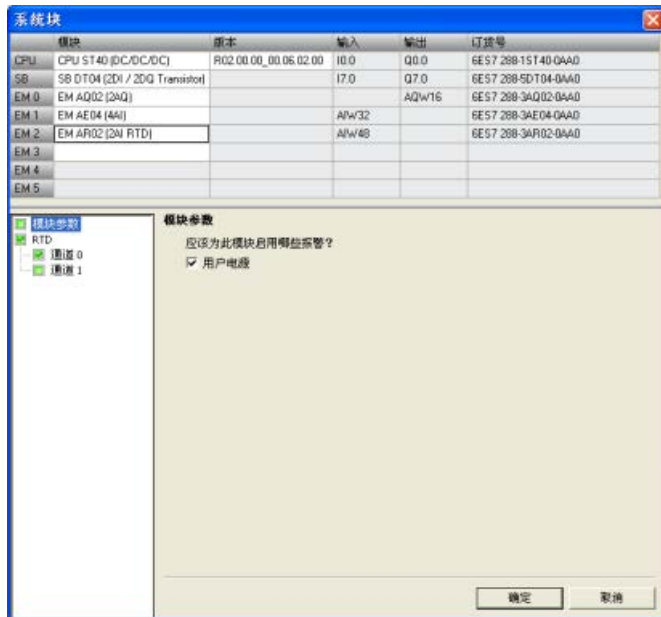 系统块
模块 版本 输入 输出 订货号
CPU CPU ST40 (DC/DC/DC) R02.00.00_00.06.02.00 I0.0 Q0.0 6ES7 288-1ST40-0AA0
SB SB DT04 (2DI / 2DQ Transistor) I7.0 Q7.0 6ES7 288-5DT04-0AA0
EM 0 EM AQ02 (2AQ) AQW16 6ES7 288-3AQ02-0AA0
EM 1 EM AE04 (4AI) AIW32 6ES7 288-3AE04-0AA0
EM 2 EM AR02 (2AI RTD) AIW48 6ES7 288-3AR02-0AA0
EM 3
EM 4
EM 5
模块参数
RTD
通道 0
通道 1
模块参数
应该为此模块启用哪些报警?
用户电源
确定 取消